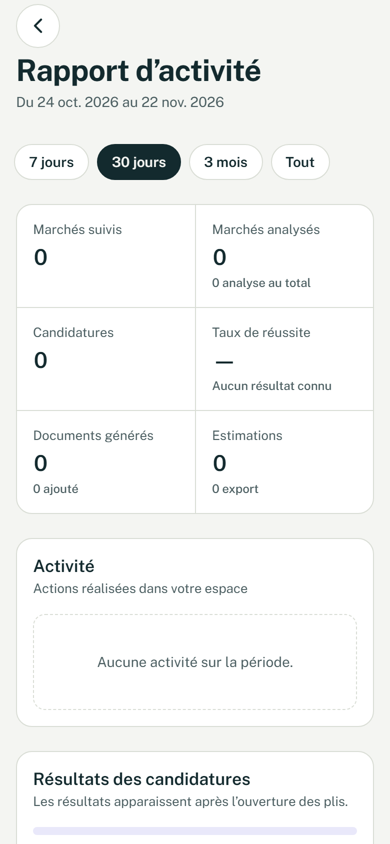 Rapport d’activité
Du 24 oct. 2026 au 22 nov. 2026
7 jours
30 jours
3 mois
Tout
Marchés suivis
0
Marchés analysés
0
0 analyse au total
Candidatures
0
Taux de réussite
—
Aucun résultat connu
Documents générés
0
0 ajouté
Estimations
0
0 export
Activité
Actions réalisées dans votre espace
Aucune activité sur la période.
Résultats des candidatures
Les résultats apparaissent après l’ouverture des plis.